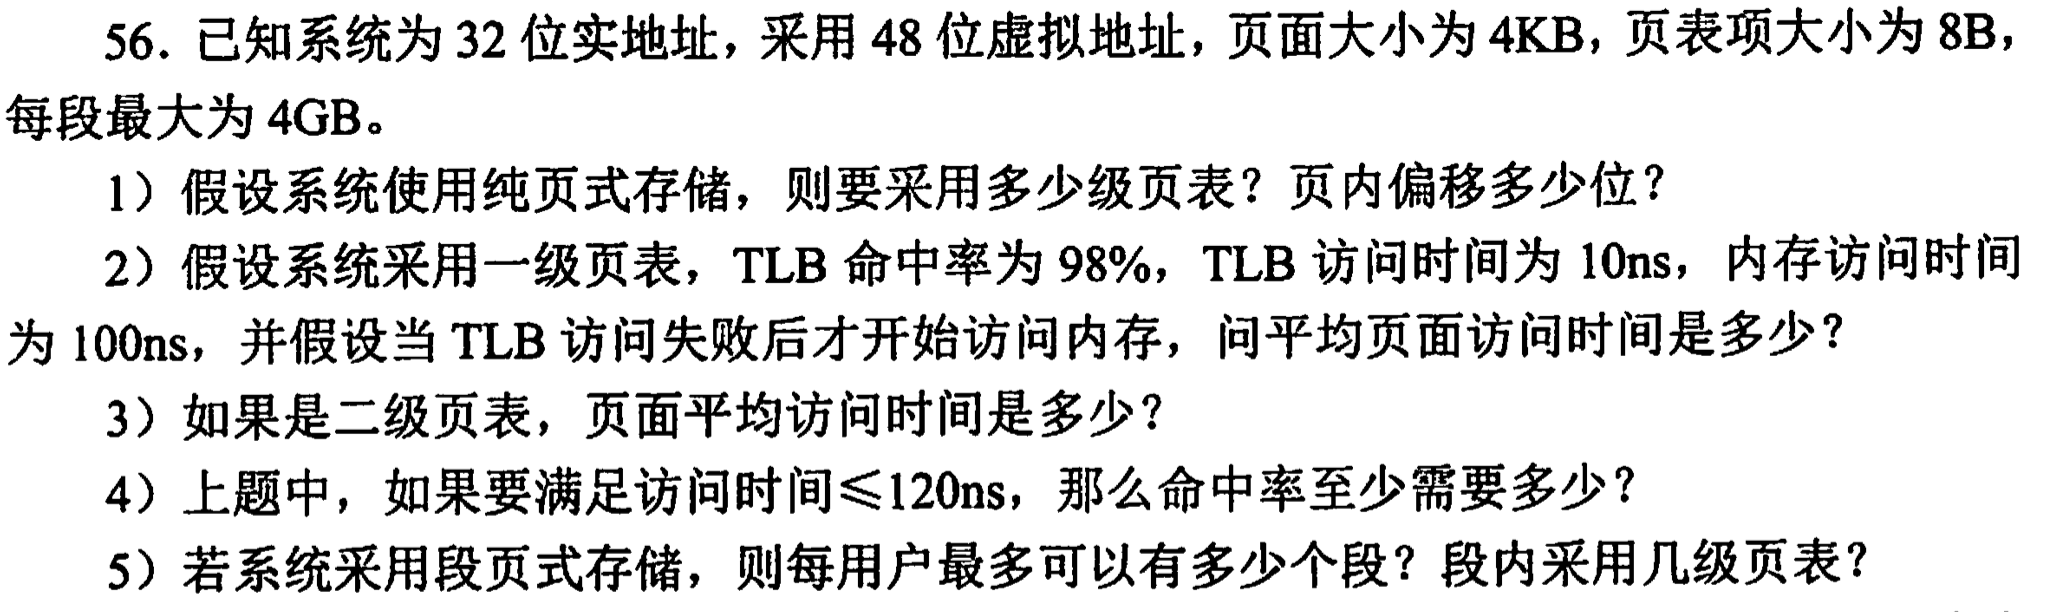 56. 已知系统为 32 位实地址，采用 48 位虚拟地址，页面大小为 4KB，页表项大小为 8B，
每段最大为 4GB。
1）假设系统使用纯页式存储，则要采用多少级页表？页内偏移多少位？
2）假设系统采用一级页表，TLB 命中率为 98%，TLB 访问时间为 10ns，内存访问时间
为 100ns，并假设当 TLB 访问失败后才开始访问内存，问平均页面访问时间是多少？
3）如果是二级页表，页面平均访问时间是多少？
4）上题中，如果要满足访问时间≤120ns，那么命中率至少需要多少？
5）若系统采用段页式存储，则每用户最多可以有多少个段？段内采用几级页表？